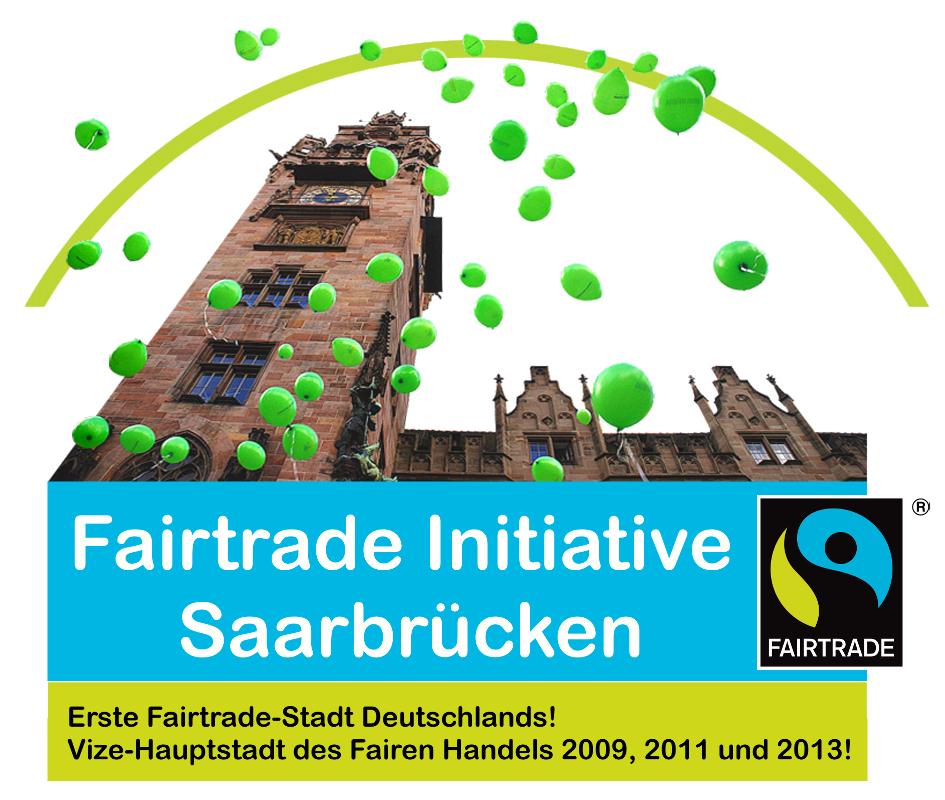 Fairtrade Initiative
Saarbrücken
®
FAIRTRADE
Erste Fairtrade-Stadt Deutschlands!
Vize-Hauptstadt des Fairen Handels 2009, 2011 und 2013!